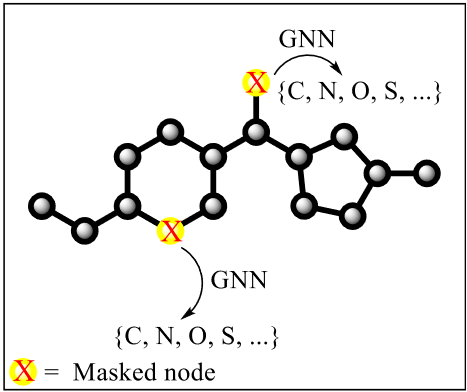 GNN
X
{C, N, O, S, ...}
X
GNN
{C, N, O, S, ...}
X = Masked node